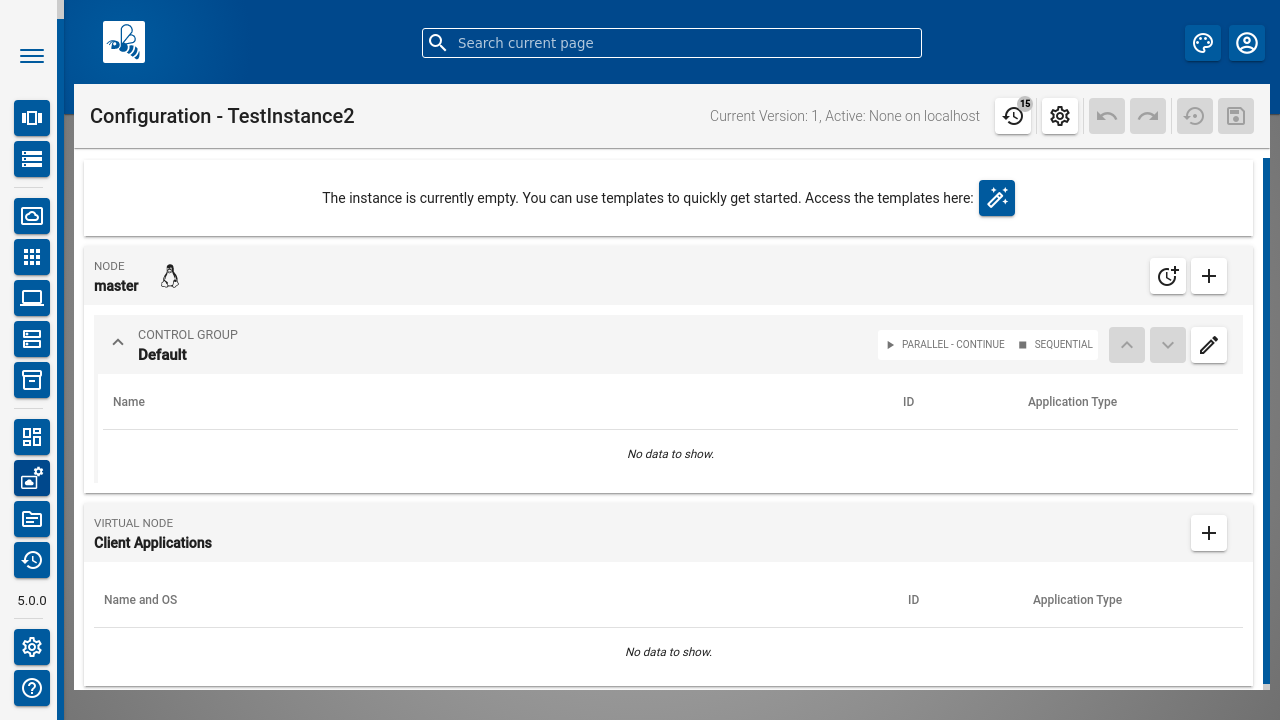 Search current page
Configuration - TestInstance2
Current Version: 1, Active: None on localhost
15
The instance is currently empty. You can use templates to quickly get started. Access the templates here:
NODE
master
CONTROL GROUP
Default
PARALLEL - CONTINUE
SEQUENTIAL
Name
ID
Application Type
No data to show.
VIRTUAL NODE
Client Applications
Name and OS
ID
Application Type
No data to show.
5.0.0